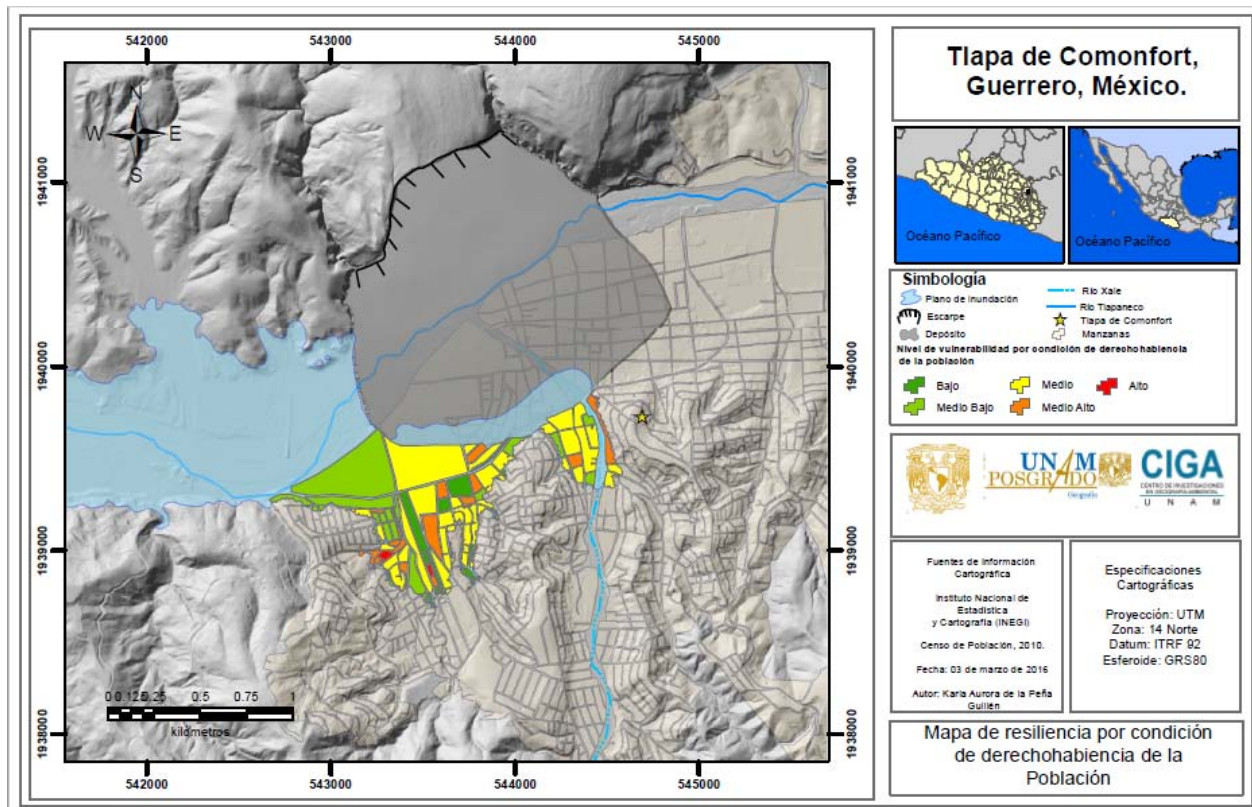 542000
543000
544000
545000
1941000
1940000
1939000
1938000
N
W
E
S
0 0.125 0.25
0.5
0.75
1
kilometros
1941000
1940000
1939000
1938000
542000
543000
544000
545000
Tlapa de Comonfort,
Guerrero, México.
Océano Pacífico
Océano Pacífico
Simbología
Plano de inundación
Escarpe
Depósito
Río Xale
Río Tlapaneco
Tlapa de Comonfort
Manzanas
Nivel de vulnerabilidad por condición de derechohabiencia
de la población
Bajo
Medio
Alto
Medio Bajo
Medio Alto
UNAM
POSGRADO
Geografía
CIGA
CENTRO DE INVESTIGACIONES
EN GEOGRAFÍA AMBIENTAL
U N A M
Fuentes de Información
Cartográfica
Instituto Nacional de
Estadística
y Cartografía (INEGI)
Censo de Población, 2010.
Fecha: 03 de marzo de 2016
Autor: Karla Aurora de la Peña
Guillén
Especificaciones
Cartográficas
Proyección: UTM
Zona: 14 Norte
Datum: ITRF 92
Esferoide: GRS80
Mapa de resiliencia por condición
de derechohabiencia de la
Población